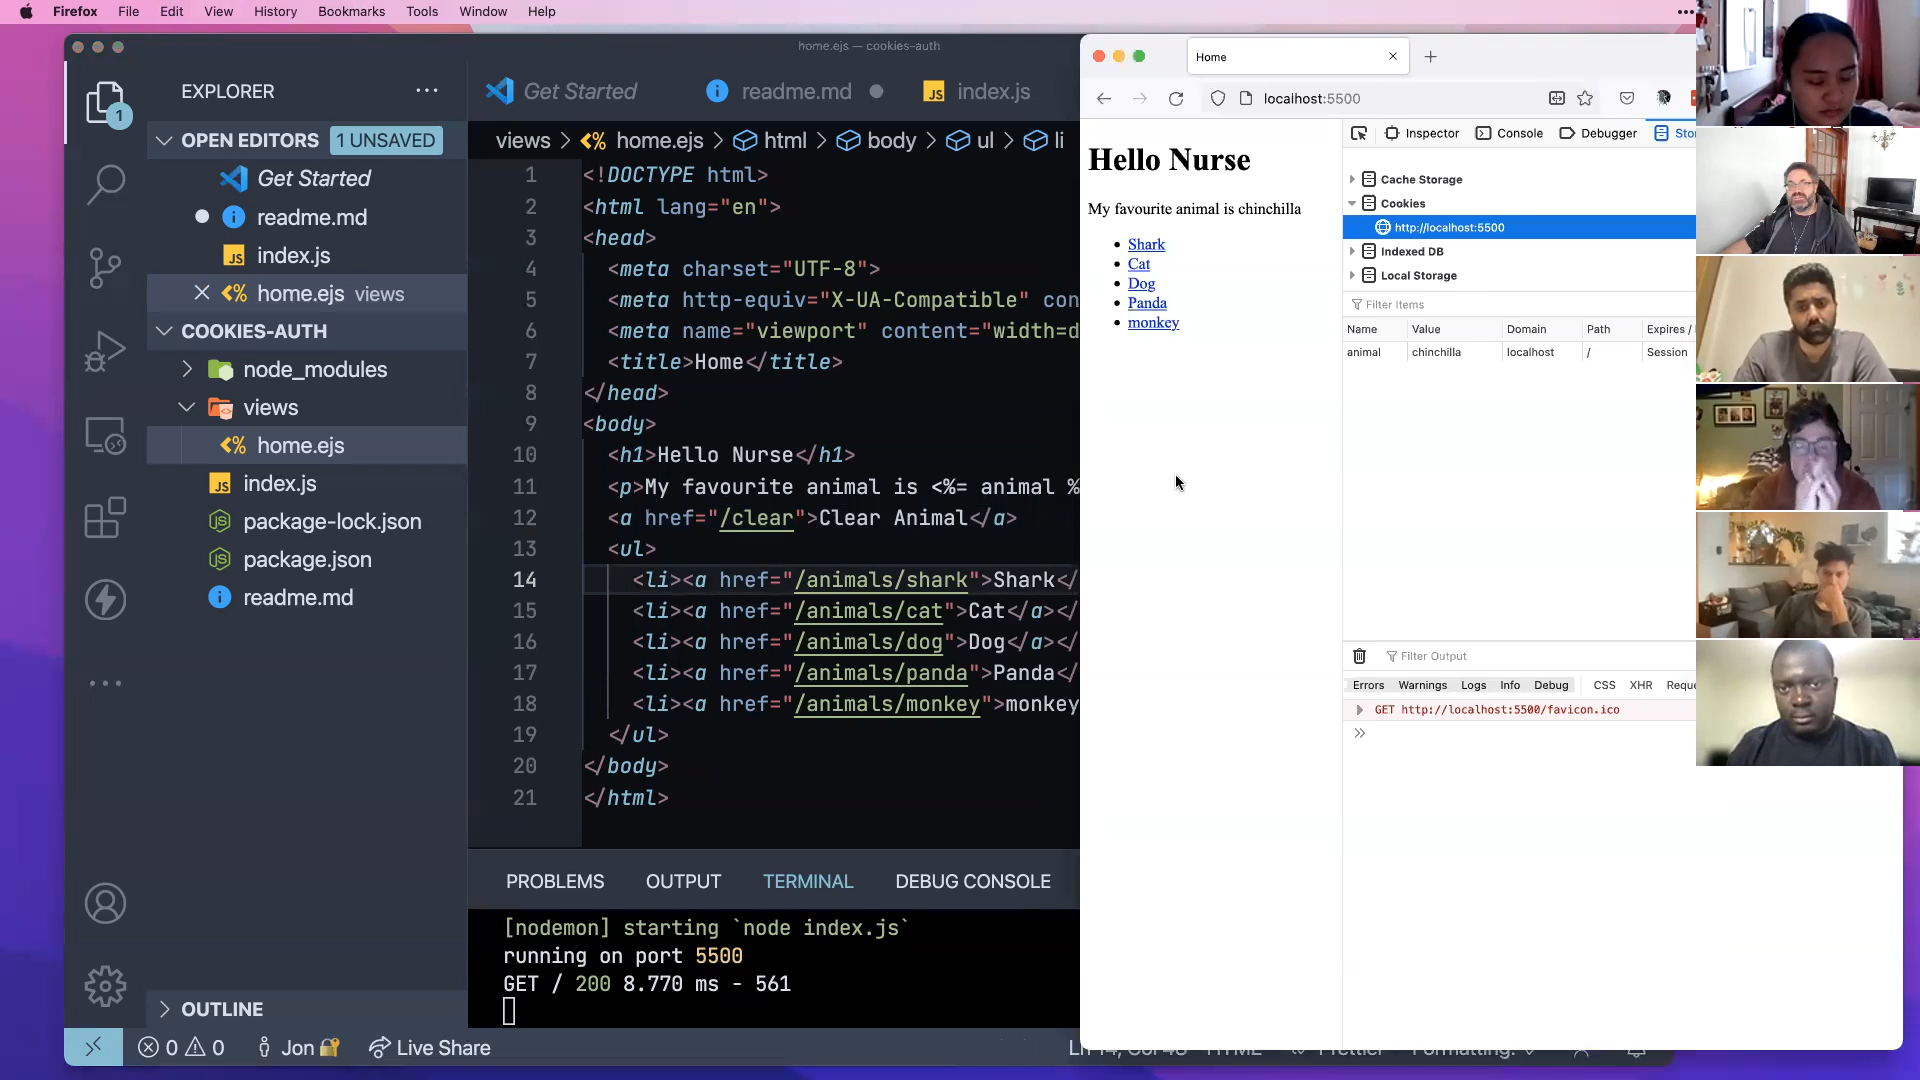 Firefox File Edit View History Bookmarks Tools Window Help
home.ejs — cookies-auth
EXPLORER
1
OPEN EDITORS 1 UNSAVED
Get Started
readme.md
index.js
home.ejs views
COOKIES-AUTH
node_modules
views
home.ejs
index.js
package-lock.json
package.json
readme.md
OUTLINE
Get Started readme.md index.js
views > home.ejs > html > body > ul > li
1 <!DOCTYPE html>
2 <html lang="en">
3 <head>
4 <meta charset="UTF-8">
5 <meta http-equiv="X-UA-Compatible" con
6 <meta name="viewport" content="width=d
7 <title>Home</title>
8 </head>
9 <body>
10 <h1>Hello Nurse</h1>
11 <p>My favourite animal is <%= animal %
12 <a href="/clear">Clear Animal</a>
13 <ul>
14 <li><a href="/animals/shark">Shark</
15 <li><a href="/animals/cat">Cat</a></
16 <li><a href="/animals/dog">Dog</a></
17 <li><a href="/animals/panda">Panda</
18 <li><a href="/animals/monkey">monkey
19 </ul>
20 </body>
21 </html>
PROBLEMS OUTPUT TERMINAL DEBUG CONSOLE
[nodemon] starting `node index.js`
running on port 5500
GET / 200 8.770 ms - 561
0 0 Jon Live Share
Home
localhost:5500
Hello Nurse
My favourite animal is chinchilla
Shark
Cat
Dog
Panda
monkey
Inspector Console Debugger Sto
Cache Storage
Cookies
http://localhost:5500
Indexed DB
Local Storage
Filter Items
Name Value Domain Path Expires /
animal chinchilla localhost / Session
Filter Output
Errors Warnings Logs Info Debug CSS XHR Reque
GET http://localhost:5500/favicon.ico